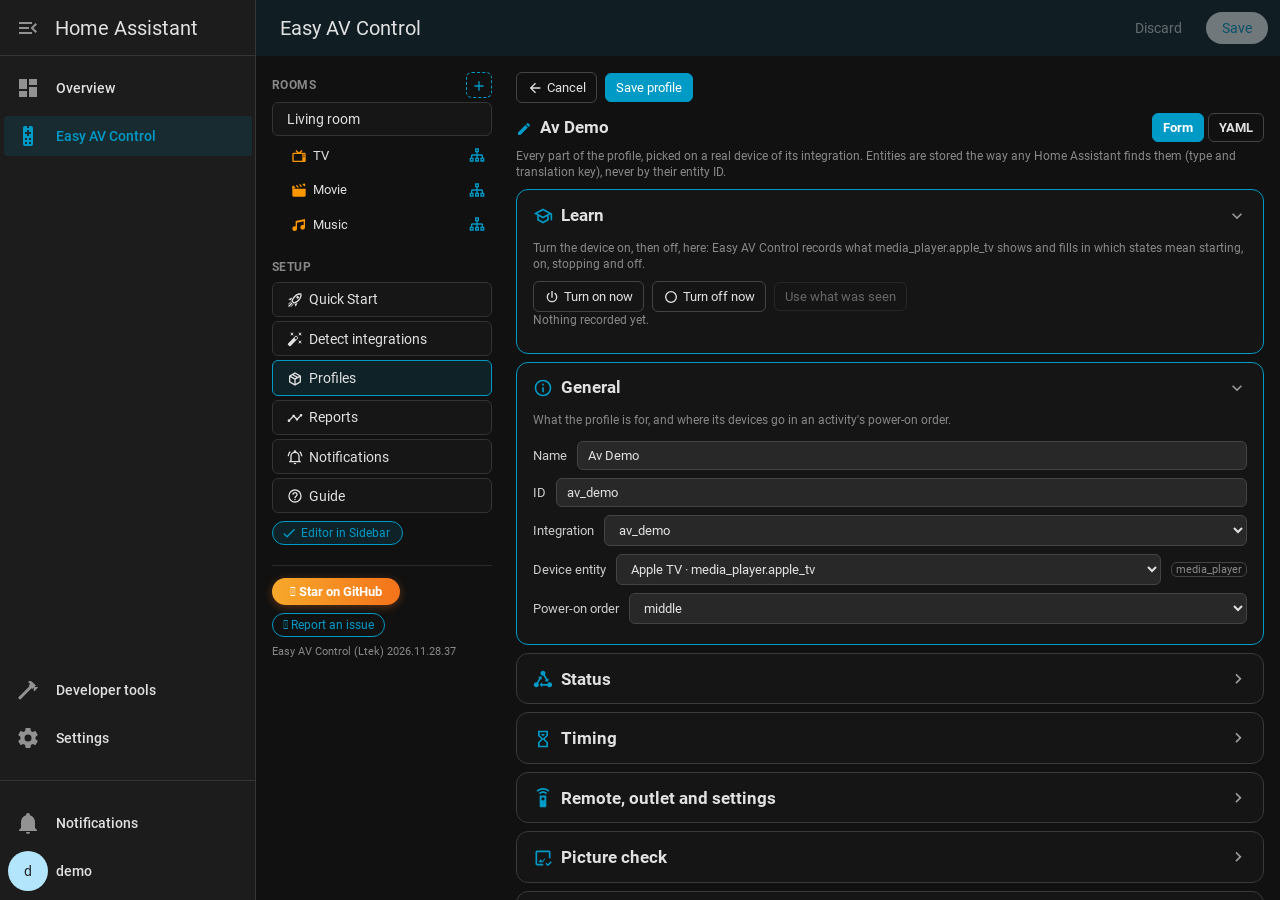 Home Assistant
Easy AV Control
Discard
Save
Overview
Easy AV Control
Developer tools
Settings
Notifications
d
demo
ROOMS
Living room
TV
Movie
Music
SETUP
Quick Start
Detect integrations
Profiles
Reports
Notifications
Guide
Editor in Sidebar
Star on GitHub
Report an issue
Easy AV Control (Ltek) 2026.11.28.37
Cancel
Save profile
Av Demo
Form
YAML
Every part of the profile, picked on a real device of its integration. Entities are stored the way any Home Assistant finds them (type and
translation key), never by their entity ID.
Learn
Turn the device on, then off, here: Easy AV Control records what media_player.apple_tv shows and fills in which states mean starting,
on, stopping and off.
Turn on now
Turn off now
Use what was seen
Nothing recorded yet.
General
What the profile is for, and where its devices go in an activity's power-on order.
Name
Av Demo
ID
av_demo
Integration
av_demo
Device entity
Apple TV · media_player.apple_tv
media_player
Power-on order
middle
Status
Timing
Remote, outlet and settings
Picture check